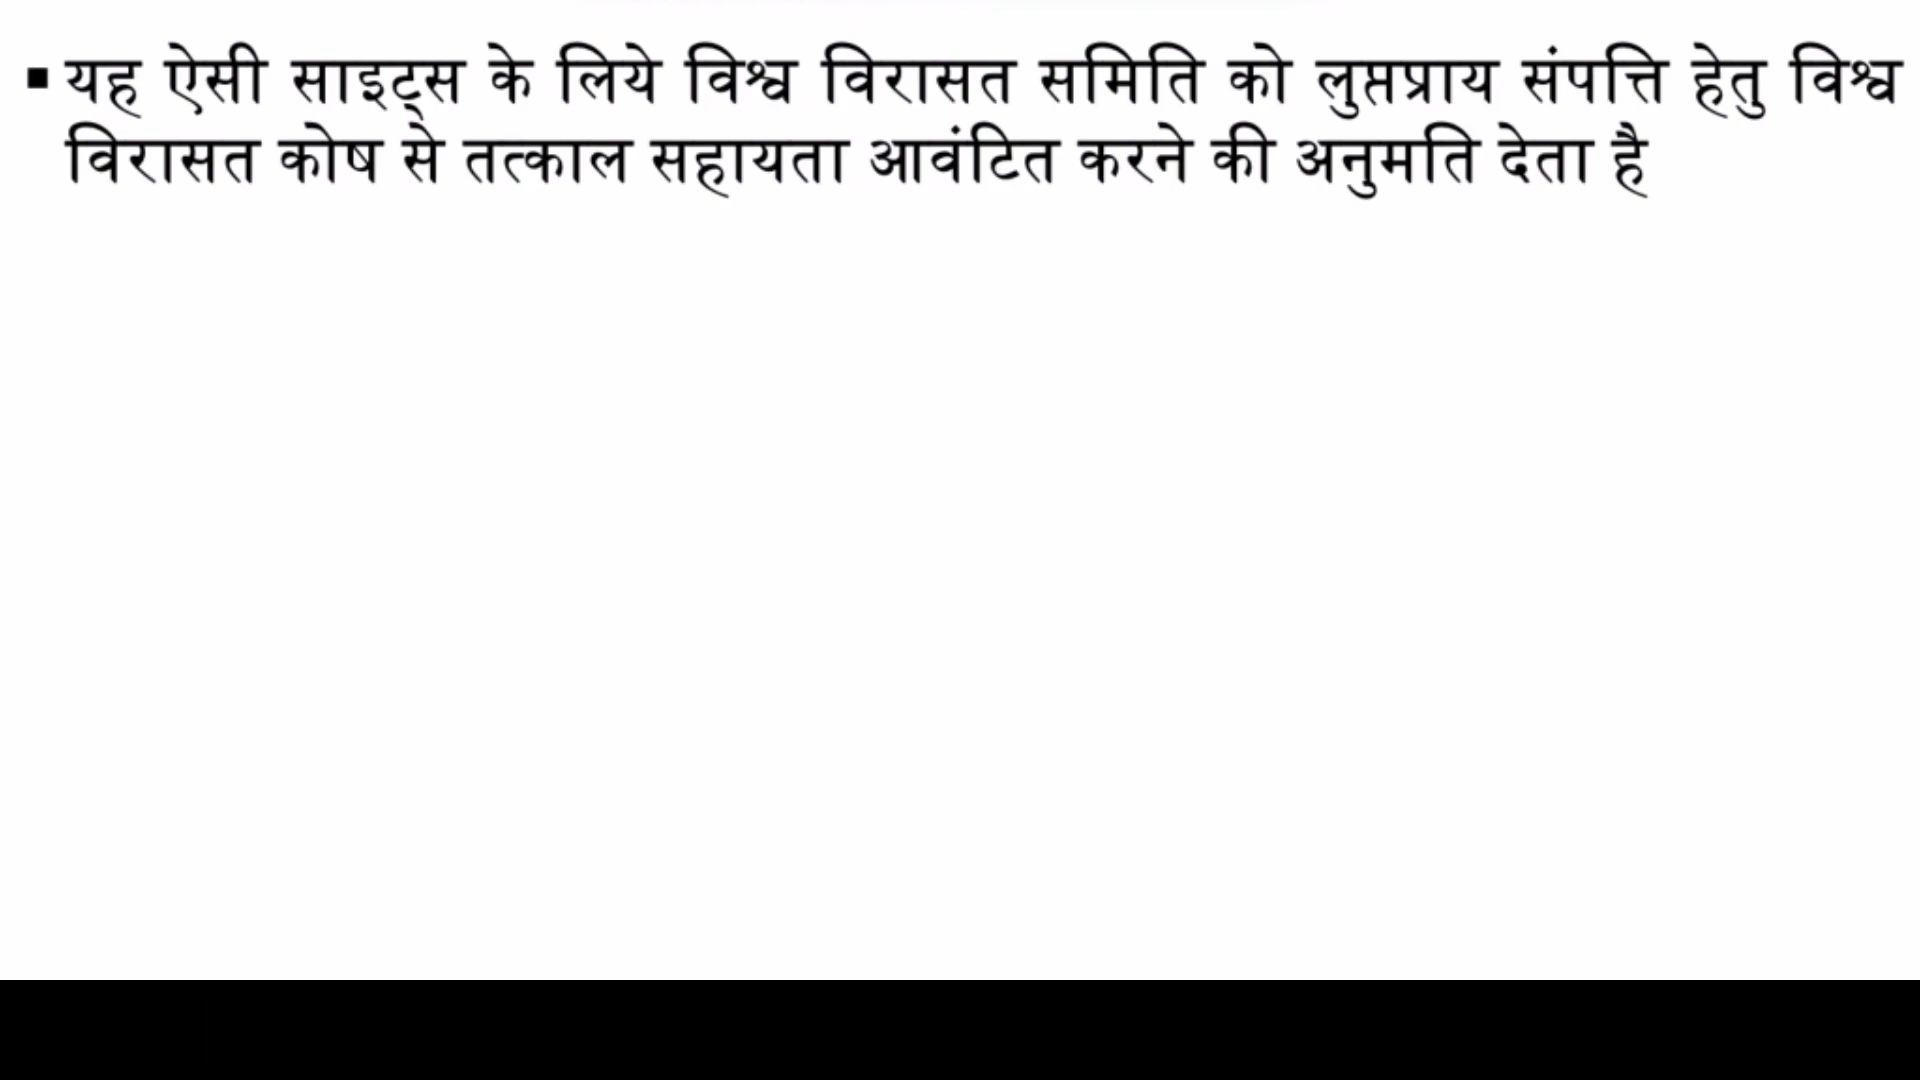 ▪ यह ऐसी साइट्स के लिये विश्व विरासत समिति को लुप्तप्राय संपत्ति हेतु विश्व
विरासत कोष से तत्काल सहायता आवंटित करने की अनुमति देता है